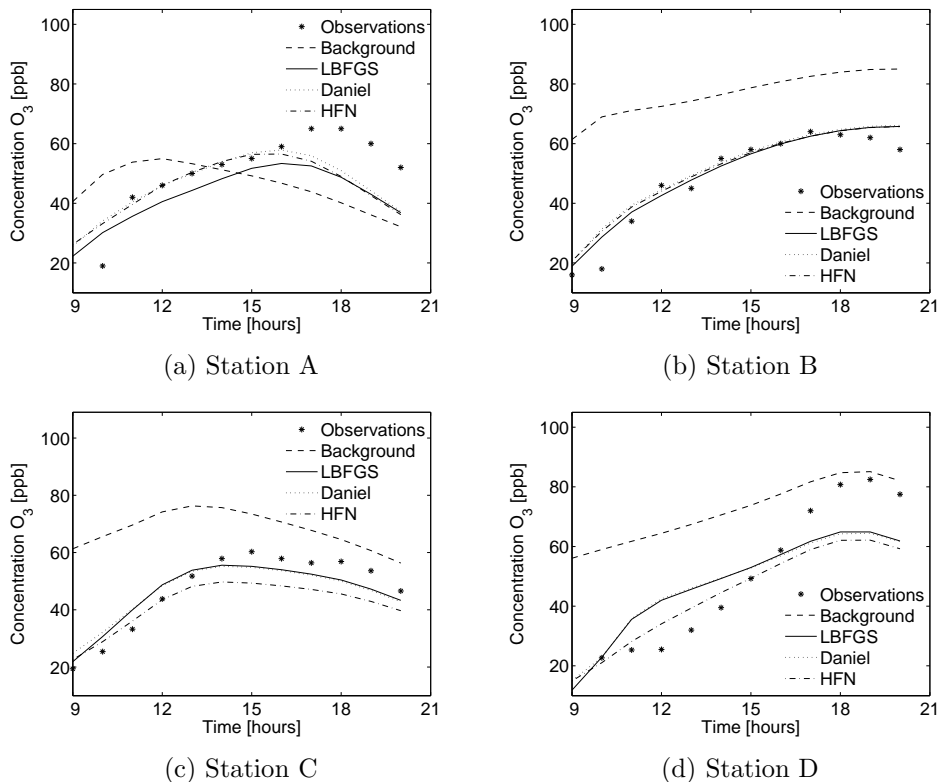 100
80
60
40
20
9
12
15
18
21
Concentration O3 [ppb]
Time [hours]
Observations
Background
LBFGS
Daniel
HFN
(a) Station A
100
80
60
40
20
9
12
15
18
21
Concentration O3 [ppb]
Time [hours]
Observations
Background
LBFGS
Daniel
HFN
(b) Station B
100
80
60
40
20
9
12
15
18
21
Concentration O3 [ppb]
Time [hours]
Observations
Background
LBFGS
Daniel
HFN
(c) Station C
100
80
60
40
20
9
12
15
18
21
Concentration O3 [ppb]
Time [hours]
Observations
Background
LBFGS
Daniel
HFN
(d) Station D